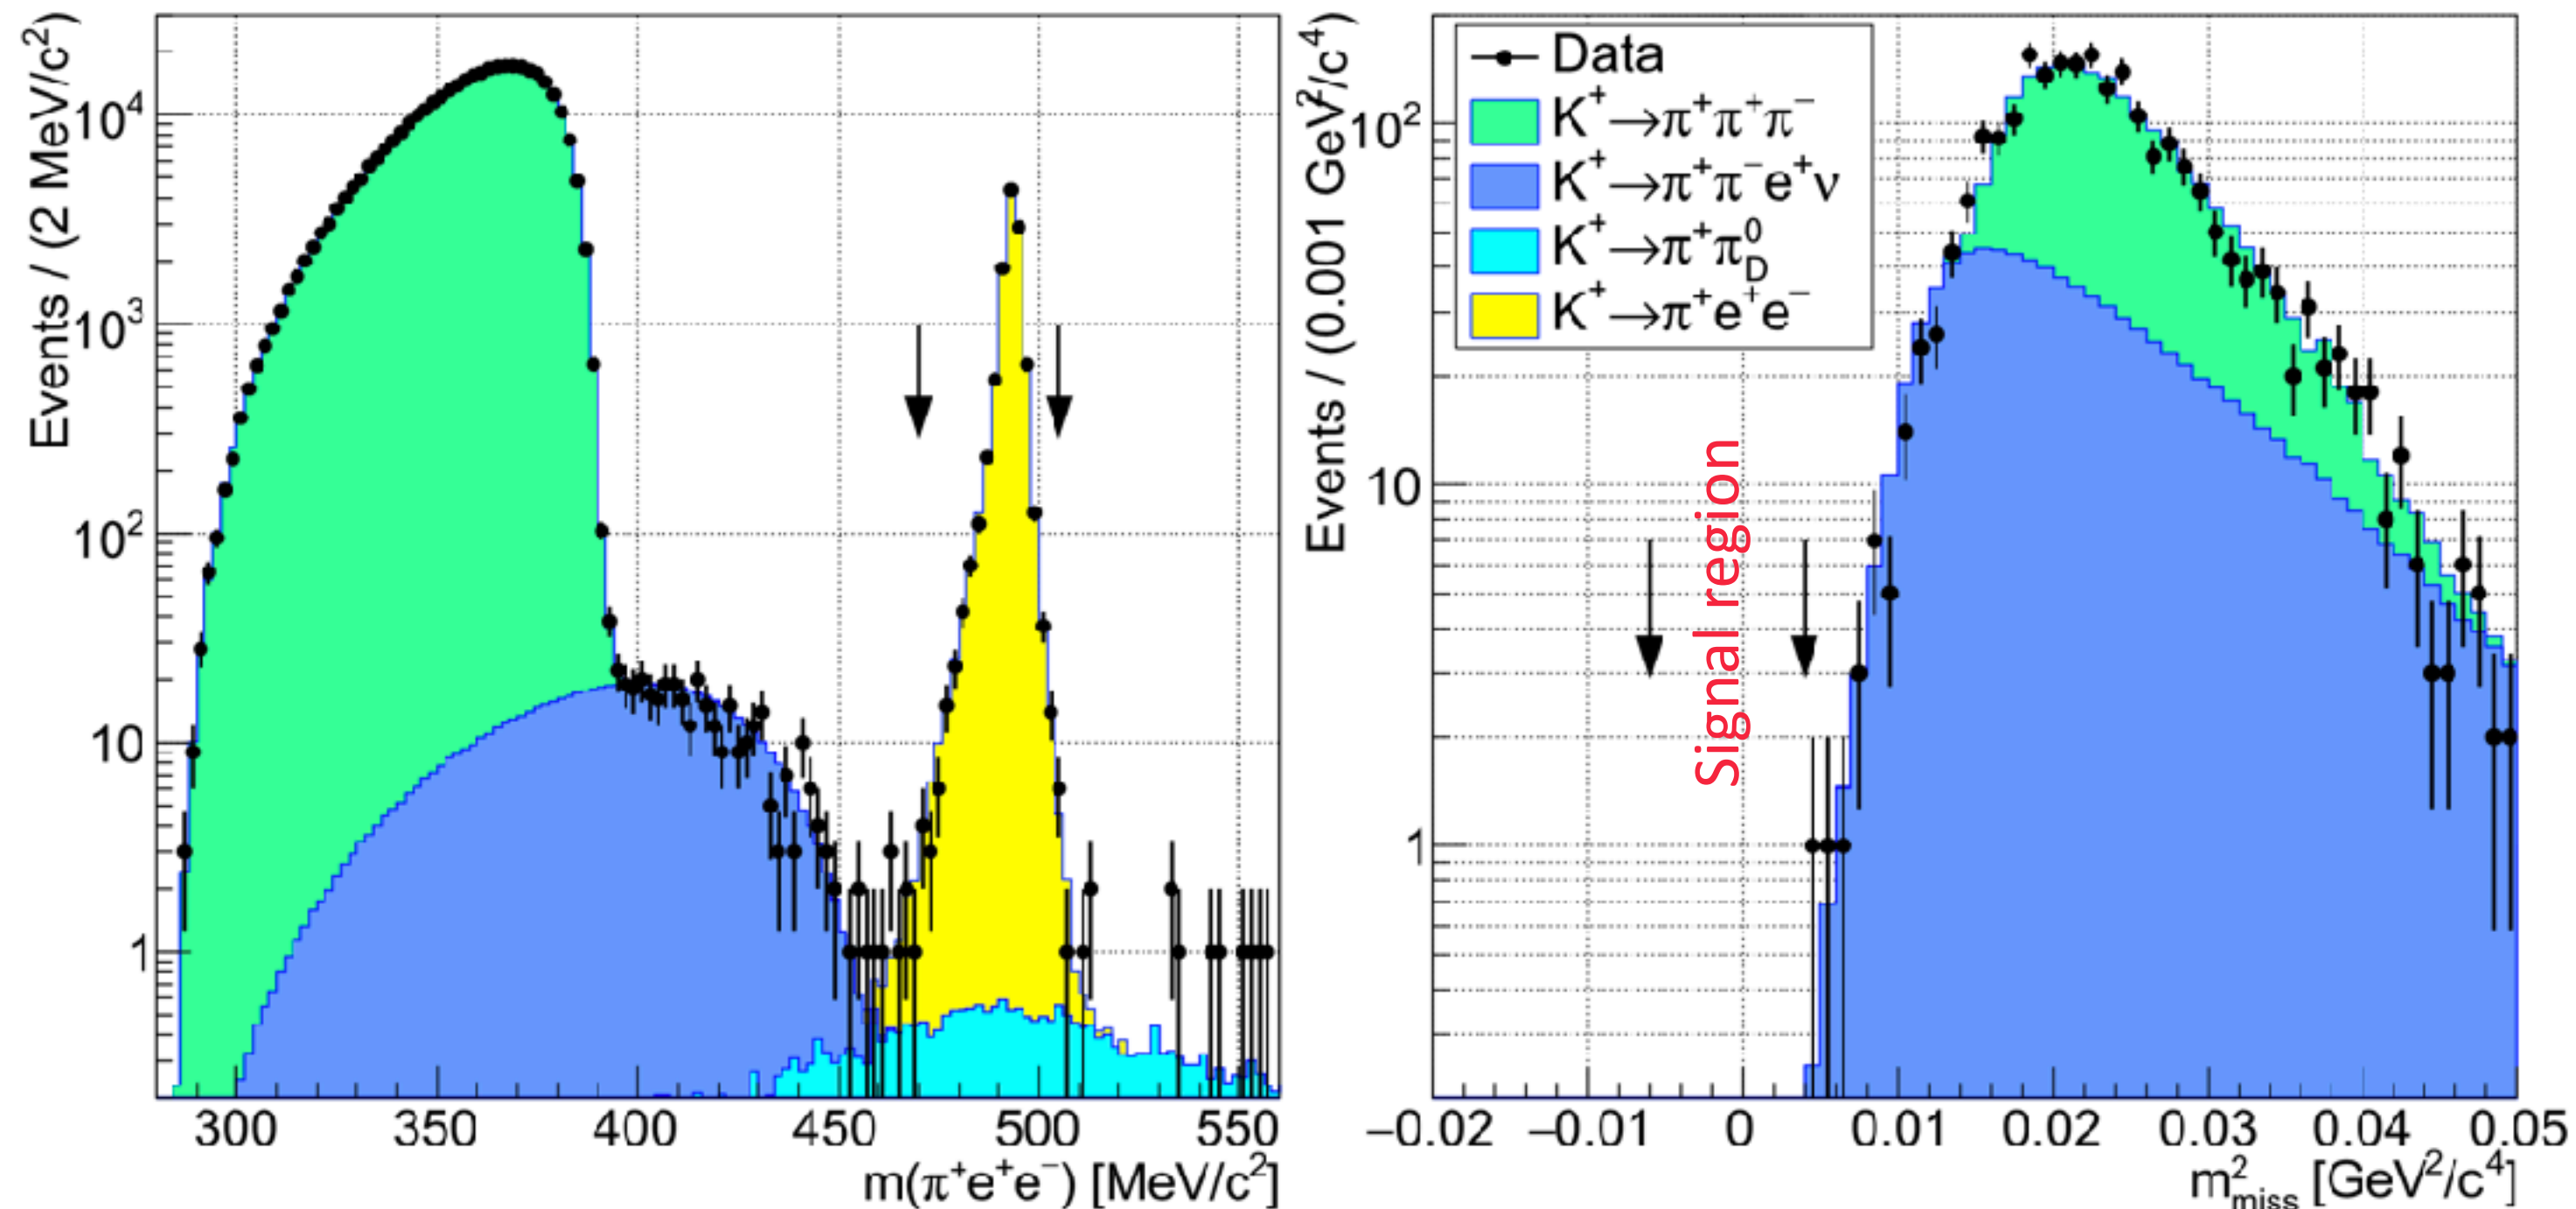 Events / (2 MeV/c²)
10⁴
10³
10²
10
1
300 350 400 450 500 550
m(π⁺e⁺e⁻) [MeV/c²]
Events / (0.001 GeV²/c⁴)
10²
10
1
Data
K⁺→π⁺π⁺π⁻
K⁺→π⁺π⁻e⁺ν
K⁺→π⁺π⁰_D
K⁺→π⁺e⁺e⁻
Signal region
−0.02 −0.01 0 0.01 0.02 0.03 0.04 0.05
m²_miss [GeV²/c⁴]